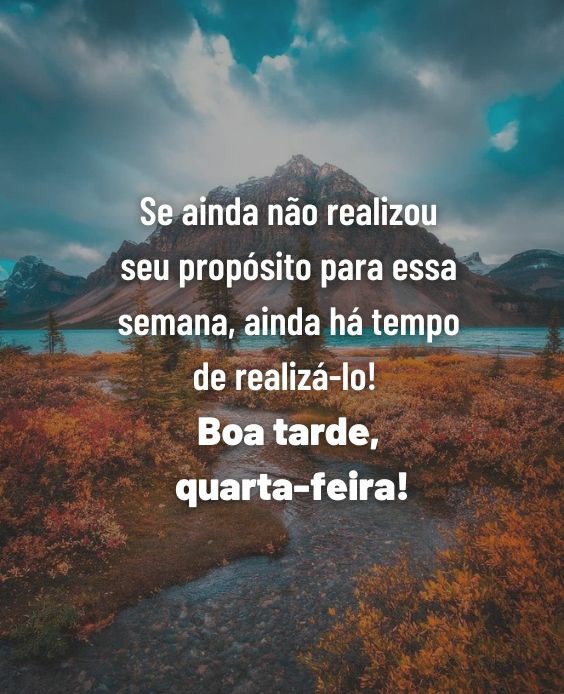 Se ainda não realizou
seu propósito para essa
semana, ainda há tempo
de realizá-lo!
Boa tarde,
quarta-feira!